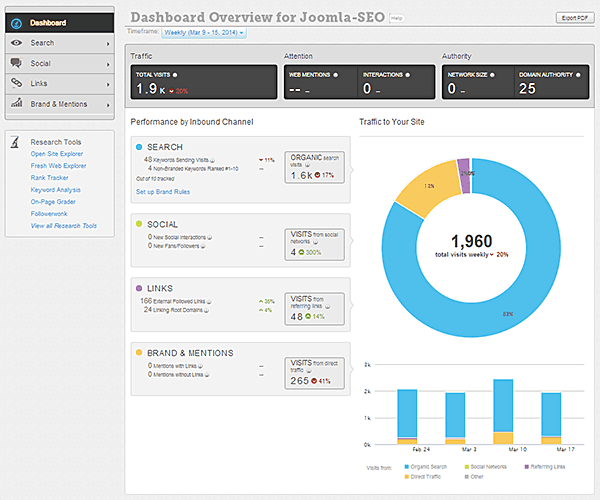 Dashboard
Search
Social
Links
Brand & Mentions
Research Tools
Open Site Explorer
Fresh Web Explorer
Rank Tracker
Keyword Analysis
On-Page Grader
Followerwonk
View all Research Tools
Dashboard Overview for Joomla-SEO Help
Export PDF
Timeframe: Weekly (Mar 9 - 15, 2014)
Traffic
Attention
Authority
TOTAL VISITS
1.9 K 20%
WEB MENTIONS
-- --
INTERACTIONS
0 --
NETWORK SIZE
0 --
DOMAIN AUTHORITY
25
Performance by Inbound Channel
SEARCH
48 Keywords Sending Visits 11%
4 Non-Branded Keywords Ranked #1-10 --
Out of 10 tracked
Set up Brand Rules
ORGANIC search
visits
1.6k 17%
SOCIAL
0 New Social Interactions --
0 New Fans/Followers --
VISITS from social
networks
4 300%
LINKS
166 External Followed Links 35%
24 Linking Root Domains 4%
VISITS from
referring links
48 14%
BRAND & MENTIONS
0 Mentions with Links --
0 Mentions without Links --
VISITS from direct
traffic
265 41%
Traffic to Your Site
13%
1,960
total visits weekly 20%
83%
3k
2k
1k
0k
Feb 24
Mar 3
Mar 10
Mar 17
Visits from:
Organic Search
Social Networks
Referring Links
Direct Traffic
Other